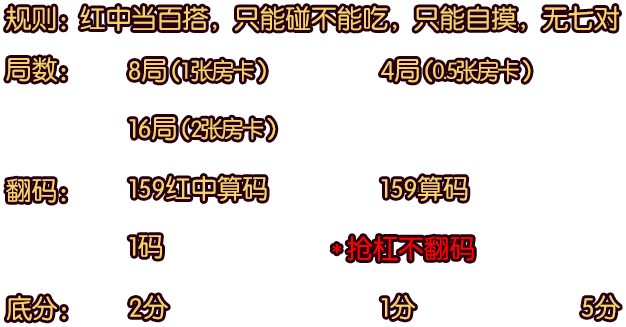 规则：红中当百搭，只能碰不能吃，只能自摸，无七对
局数： 8局（1张房卡） 4局（0.5张房卡）
16局（2张房卡）
翻码： 159红中算码 159算码
1码 *抢杠不翻码
底分： 2分 1分 5分